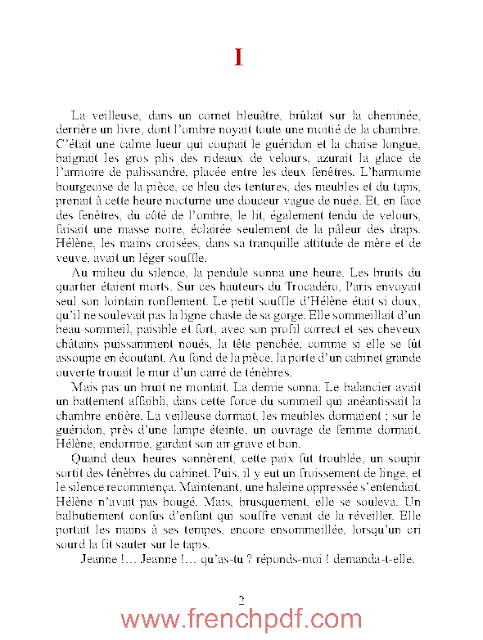 I
La veilleuse, dans un cornet bleuâtre, brûlait sur la cheminée,
derrière un livre, dont l'ombre noyait toute une moitié de la chambre.
C'était une calme lueur qui coupait le guéridon et la chaise longue,
baignait les gros plis des rideaux de velours, azurait la glace de
l'armoire de palissandre, placée entre les deux fenêtres. L'harmonie
bourgeoise de la pièce, ce bleu des tentures, des meubles et du tapis,
prenait à cette heure nocturne une douceur vague de nuée. Et, en face
des fenêtres, du côté de l'ombre, le lit, également tendu de velours,
faisait une masse noire, éclairée seulement de la pâleur des draps.
Hélène, les mains croisées, dans sa tranquille attitude de mère et de
veuve, avait un léger souffle.
Au milieu du silence, la pendule sonna une heure. Les bruits du
quartier étaient morts. Sur ces hauteurs du Trocadéro, Paris envoyait
seul son lointain ronflement. Le petit souffle d'Hélène était si doux,
qu'il ne soulevait pas la ligne chaste de sa gorge. Elle sommeillait d'un
beau sommeil, paisible et fort, avec son profil correct et ses cheveux
châtains puissamment noués, la tête penchée, comme si elle se fût
assoupie en écoutant. Au fond de la pièce, la porte d'un cabinet grande
ouverte trouait le mur d'un carré de ténèbres.
Mais pas un bruit ne montait. La demie sonna. Le balancier avait
un battement affaibli, dans cette force du sommeil qui anéantissait la
chambre entière. La veilleuse dormait, les meubles dormaient ; sur le
guéridon, près d'une lampe éteinte, un ouvrage de femme dormait.
Hélène, endormie, gardait son air grave et bon.
Quand deux heures sonnèrent, cette paix fut troublée, un soupir
sortit des ténèbres du cabinet. Puis, il y eut un froissement de linge, et
le silence recommença. Maintenant, une haleine oppressée s'entendait.
Hélène n'avait pas bougé. Mais, brusquement, elle se souleva. Un
balbutiement confus d'enfant qui souffre venait de la réveiller. Elle
portait les mains à ses tempes, encore ensommeillée, lorsqu'un cri
sourd la fit sauter sur le tapis.
Jeanne !… Jeanne !… qu'as-tu ? réponds-moi ! demanda-t-elle.
2
www.frenchpdf.com